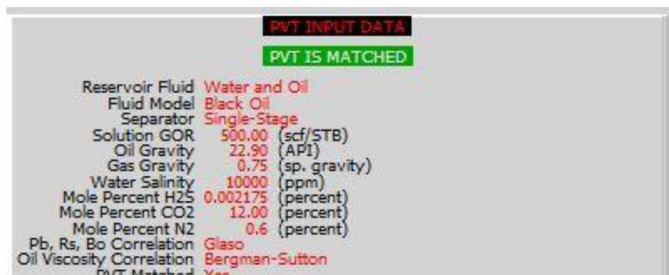 PVT INPUT DATA
PVT IS MATCHED
Reservoir Fluid Water and Oil
Fluid Model Black Oil
Separator Single-Stage
Solution GOR 500.00 (scf/STB)
Oil Gravity 22.90 (API)
Gas Gravity 0.75 (sp. gravity)
Water Salinity 10000 (ppm)
Mole Percent H2S 0.002175 (percent)
Mole Percent CO2 12.00 (percent)
Mole Percent N2 0.6 (percent)
Pb, Rs, Bo Correlation Glaso
Oil Viscosity Correlation Bergman-Sutton
PVT Matched Yes